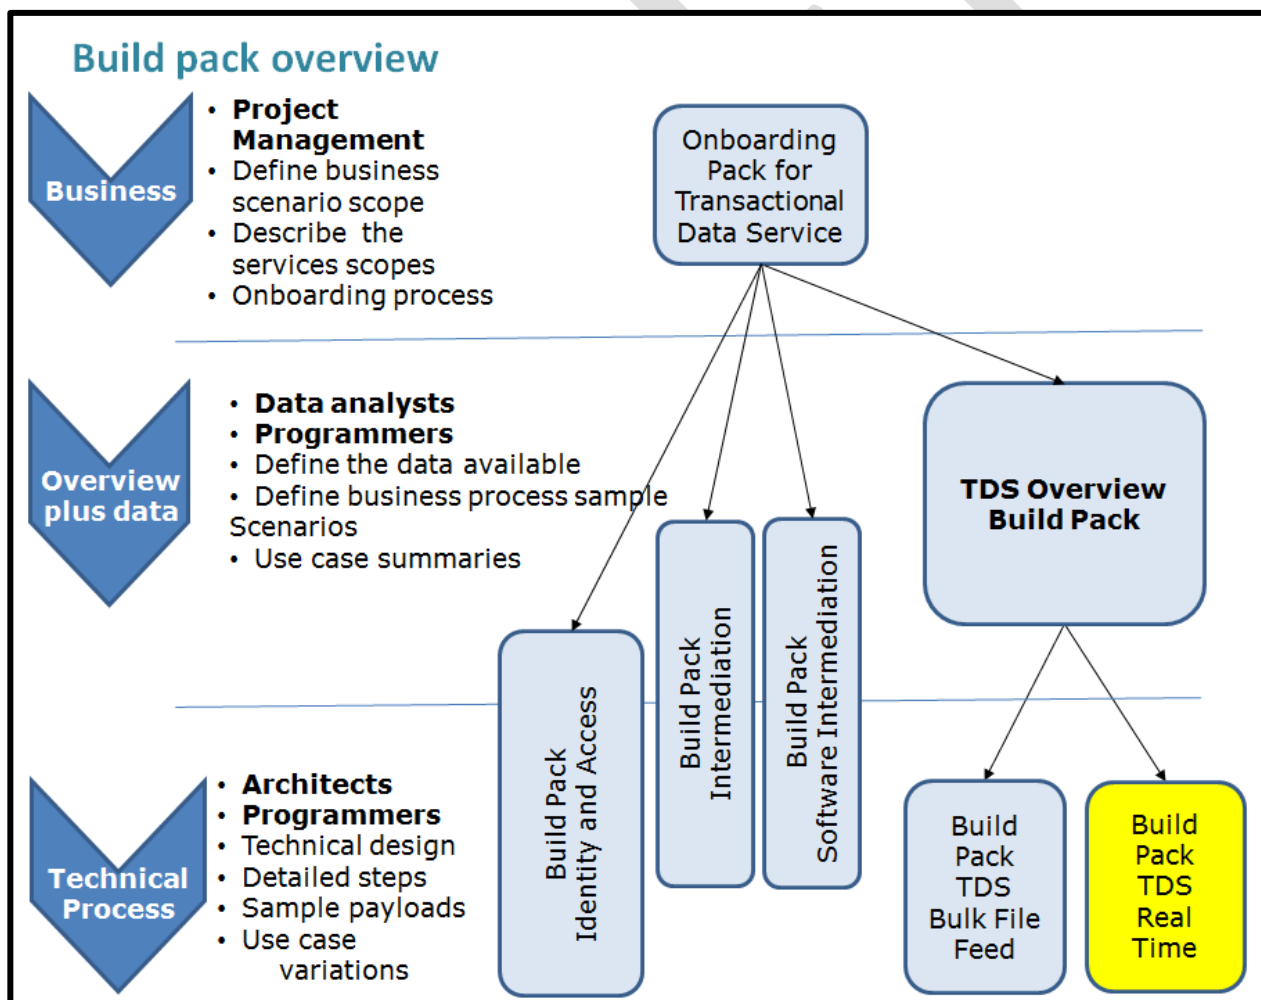 Build pack overview
Business
• Project
Management
• Define business
scenario scope
• Describe the
services scopes
• Onboarding process
Onboarding
Pack for
Transactional
Data Service
Overview
plus data
• Data analysts
• Programmers
• Define the data available
• Define business process sample
Scenarios
• Use case summaries
TDS Overview
Build Pack
Build Pack
Identity and Access
Build Pack
Intermediation
Build Pack
Software Intermediation
Technical
Process
• Architects
• Programmers
• Technical design
• Detailed steps
• Sample payloads
• Use case
variations
Build
Pack
TDS
Bulk File
Feed
Build
Pack
TDS
Real
Time